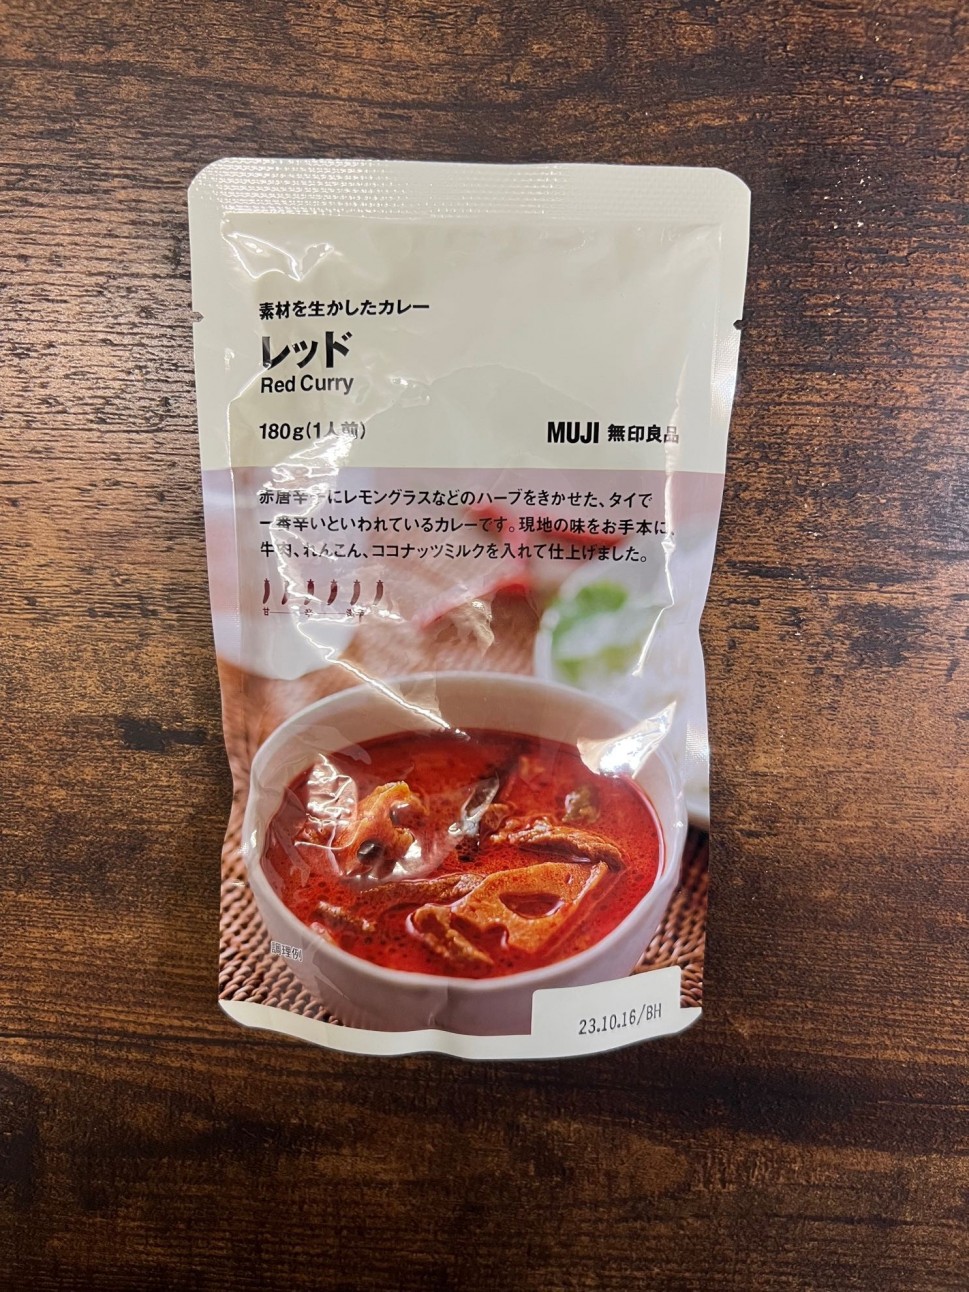 素材を生かしたカレー
レッド
Red Curry
180g(1人前)
MUJI 無印良品
赤唐辛子にレモングラスなどのハーブをきかせた、タイで
一番辛いといわれているカレーです。現地の味をお手本に、
牛肉、れんこん、ココナッツミルクを入れて仕上げました。
甘 辛
調理例
23.10.16/BH